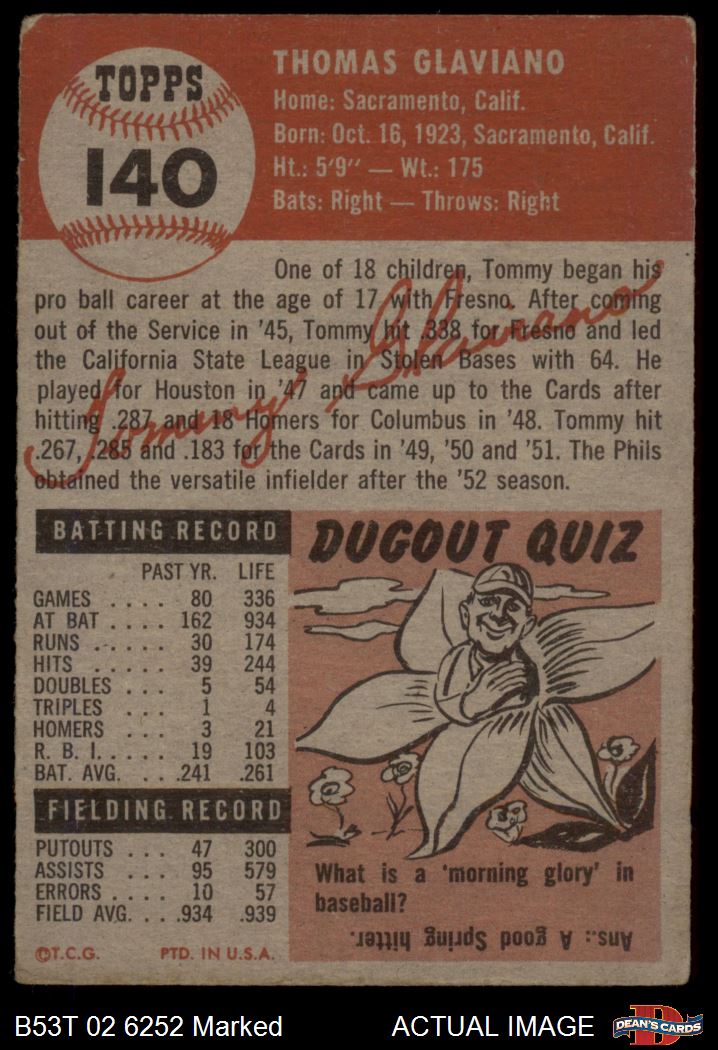 TOPPS
140
THOMAS GLAVIANO
Home: Sacramento, Calif.
Born: Oct. 16, 1923, Sacramento, Calif.
Ht.: 5'9" — Wt.: 175
Bats: Right — Throws: Right
One of 18 children, Tommy began his
pro ball career at the age of 17 with Fresno. After coming
out of the Service in '45, Tommy hit .338 for Fresno and led
the California State League in Stolen Bases with 64. He
played for Houston in '47 and came up to the Cards after
hitting .287 and 18 Homers for Columbus in '48. Tommy hit
.267, .285 and .183 for the Cards in '49, '50 and '51. The Phils
obtained the versatile infielder after the '52 season.
Tommy Glaviano
BATTING RECORD
PAST YR. LIFE
GAMES .... 80 336
AT BAT .... 162 934
RUNS ..... 30 174
HITS ..... 39 244
DOUBLES ... 5 54
TRIPLES ... 1 4
HOMERS ... 3 21
R. B. I. .... 19 103
BAT. AVG. ... .241 .261
FIELDING RECORD
PUTOUTS ... 47 300
ASSISTS ... 95 579
ERRORS .... 10 57
FIELD AVG. ... .934 .939
©T.C.G. PTD. IN U.S.A.
DUGOUT QUIZ
What is a 'morning glory' in
baseball?
Ans.: A good Spring hitter.
B53T 02 6252 Marked ACTUAL IMAGE
D
DEAN'S CARDS